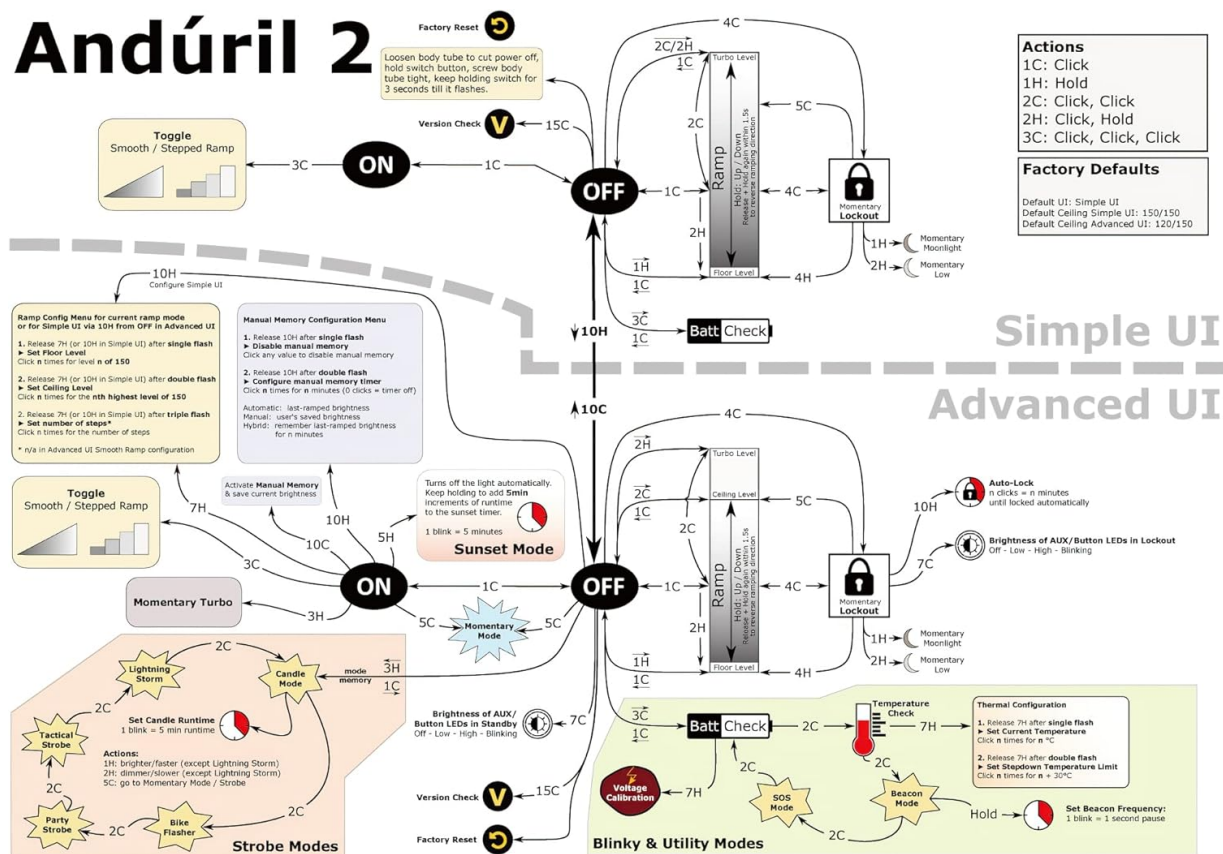 Andúril 2
Factory Reset
Loosen body tube to cut power off,
hold switch button, screw body
tube tight, keep holding switch for
3 seconds till it flashes.
Version Check
V
15C
Toggle
Smooth / Stepped Ramp
3C
ON
1C
OFF
4C
2C/2H
1C
Turbo Level
2C
Ramp
Hold: Up / Down
Release + Hold again within 1.5s
to reverse ramping direction
1C
2H
Floor Level
1H
1C
5C
4C
4H
Momentary
Lockout
1H
Momentary
Moonlight
2H
Momentary
Low
3C
1C
Batt Check
Actions
1C: Click
1H: Hold
2C: Click, Click
2H: Click, Hold
3C: Click, Click, Click
Factory Defaults
Default UI: Simple UI
Default Ceiling Simple UI: 150/150
Default Ceiling Advanced UI: 120/150
Simple UI
Advanced UI
10H
10C
10H
Configure Simple UI
Ramp Config Menu for current ramp mode
or for Simple UI via 10H from OFF in Advanced UI
1. Release 7H (or 10H in Simple UI) after single flash
► Set Floor Level
Click n times for level n of 150
2. Release 7H (or 10H in Simple UI) after double flash
► Set Ceiling Level
Click n times for the nth highest level of 150
2. Release 7H (or 10H in Simple UI) after triple flash
► Set number of steps*
Click n times for the number of steps
* n/a in Advanced UI Smooth Ramp configuration
Manual Memory Configuration Menu
1. Release 10H after single flash
► Disable manual memory
Click any value to disable manual memory
2. Release 10H after double flash
► Configure manual memory timer
Click n times for n minutes (0 clicks = timer off)
Automatic: last-ramped brightness
Manual: user's saved brightness
Hybrid: remember last-ramped brightness
for n minutes
Activate Manual Memory
& save current brightness
Turns off the light automatically.
Keep holding to add 5min
increments of runtime
to the sunset timer.
1 blink = 5 minutes
Sunset Mode
Toggle
Smooth / Stepped Ramp
7H
10C
10H
5H
3C
3H
Momentary Turbo
ON
1C
OFF
5C
Momentary
Mode
5C
4C
2H
Turbo Level
2C
1C
Ceiling Level
2C
Ramp
Hold: Up / Down
Release + Hold again within 1.5s
to reverse ramping direction
1C
2H
Floor Level
1H
1C
5C
4C
4H
Momentary
Lockout
10H
Auto-Lock
n clicks = n minutes
until locked automatically
7C
Brightness of AUX/Button LEDs in Lockout
Off - Low - High - Blinking
1H
Momentary
Moonlight
2H
Momentary
Low
3H
1C
mode
memory
Candle
Mode
2C
Lightning
Storm
2C
Tactical
Strobe
2C
Party
Strobe
2C
Bike
Flasher
2C
Set Candle Runtime
1 blink = 5 min runtime
Actions:
1H: brighter/faster (except Lightning Storm)
2H: dimmer/slower (except Lightning Storm)
5C: go to Momentary Mode / Strobe
Strobe Modes
Brightness of AUX/
Button LEDs in Standby
Off - Low - High - Blinking
7C
Version Check
V
15C
Factory Reset
3C
1C
Batt Check
2C
Temperature
Check
7H
Thermal Configuration
1. Release 7H after single flash
► Set Current Temperature
Click n times for n °C
2. Release 7H after double flash
► Set Stepdown Temperature Limit
Click n times for n + 30°C
Voltage
Calibration
7H
2C
SOS
Mode
2C
Beacon
Mode
2C
Hold
Set Beacon Frequency:
1 blink = 1 second pause
Blinky & Utility Modes